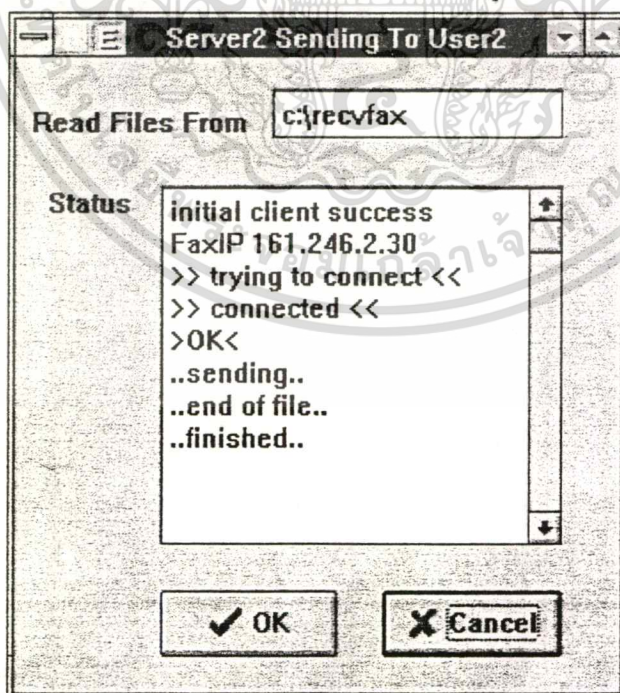 Server2 Sending To User2
Read Files From c:\recvfax
Status
initial client success
FaxIP 161.246.2.30
>> trying to connect <<
>> connected <<
>OK<
..sending..
..end of file..
..finished..
OK Cancel